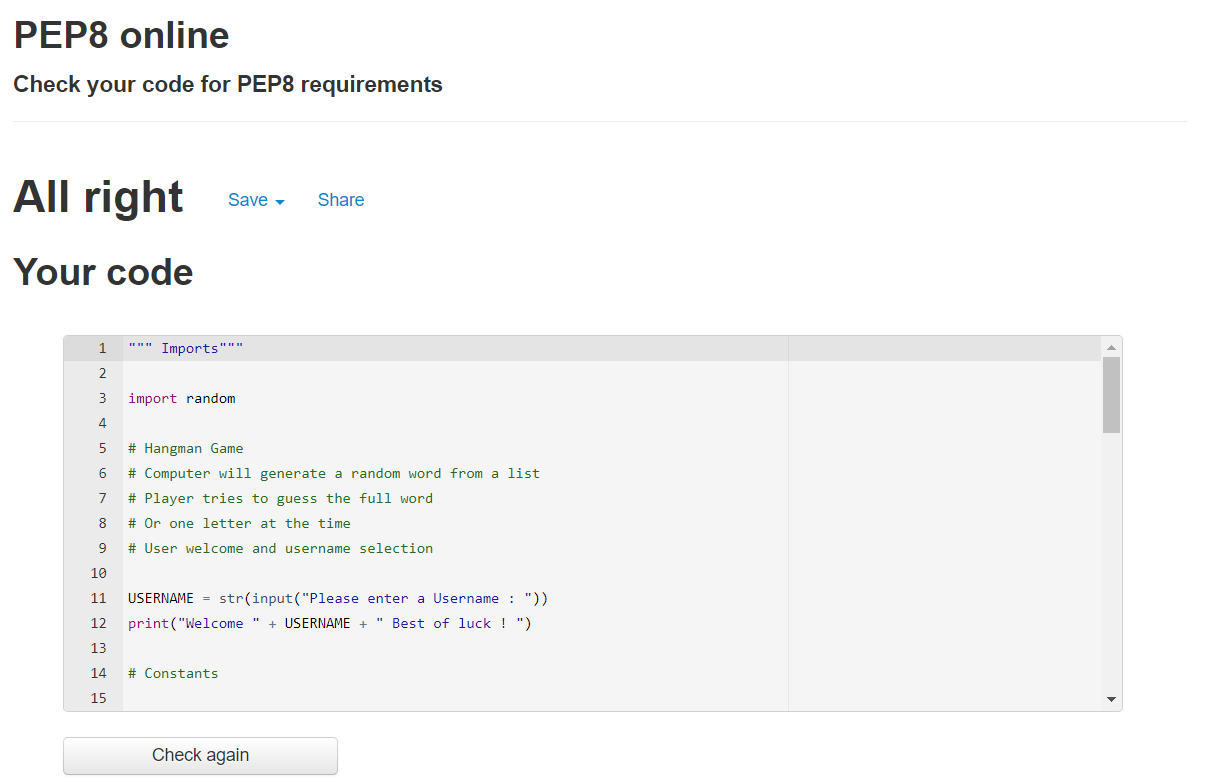 PEP8 online
Check your code for PEP8 requirements
All right Save Share
Your code
1 """ Imports"""
2
3 import random
4
5 # Hangman Game
6 # Computer will generate a random word from a list
7 # Player tries to guess the full word
8 # Or one letter at the time
9 # User welcome and username selection
10
11 USERNAME = str(input("Please enter a Username : "))
12 print("Welcome " + USERNAME + " Best of luck ! ")
13
14 # Constants
15
Check again